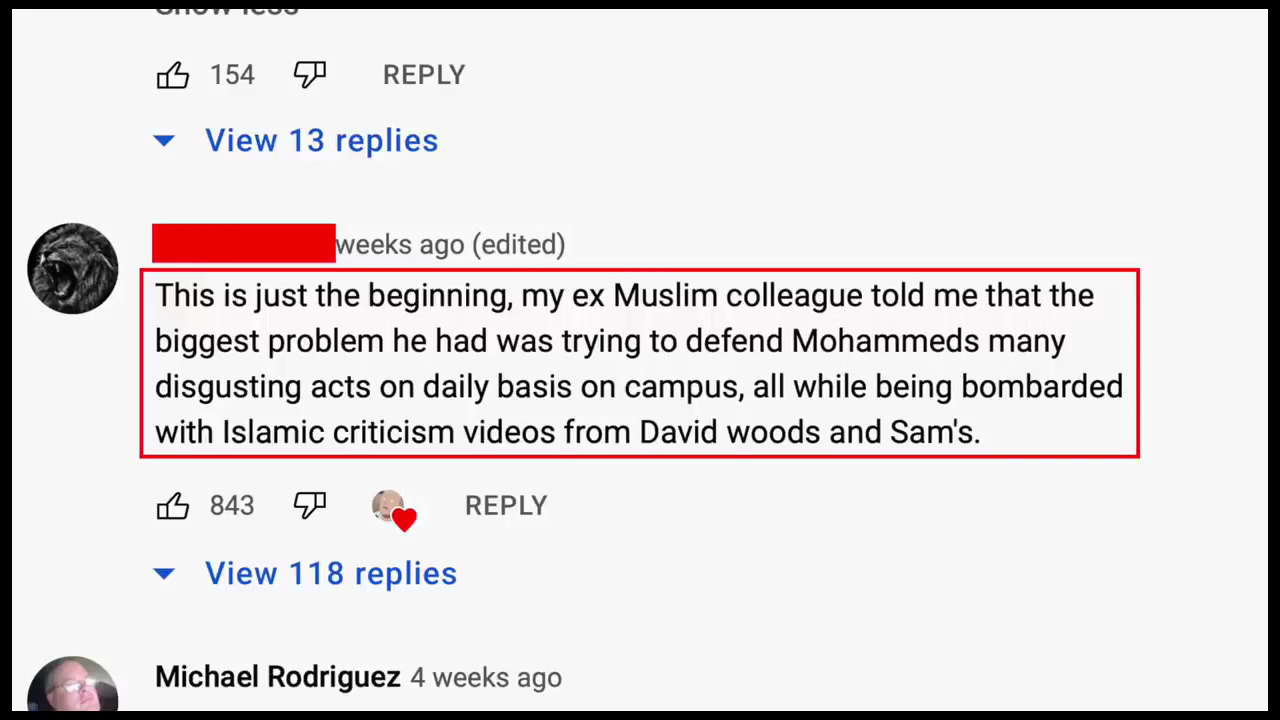 Show less
154 REPLY
View 13 replies
weeks ago (edited)
This is just the beginning, my ex Muslim colleague told me that the
biggest problem he had was trying to defend Mohammeds many
disgusting acts on daily basis on campus, all while being bombarded
with Islamic criticism videos from David woods and Sam's.
843 REPLY
View 118 replies
Michael Rodriguez 4 weeks ago